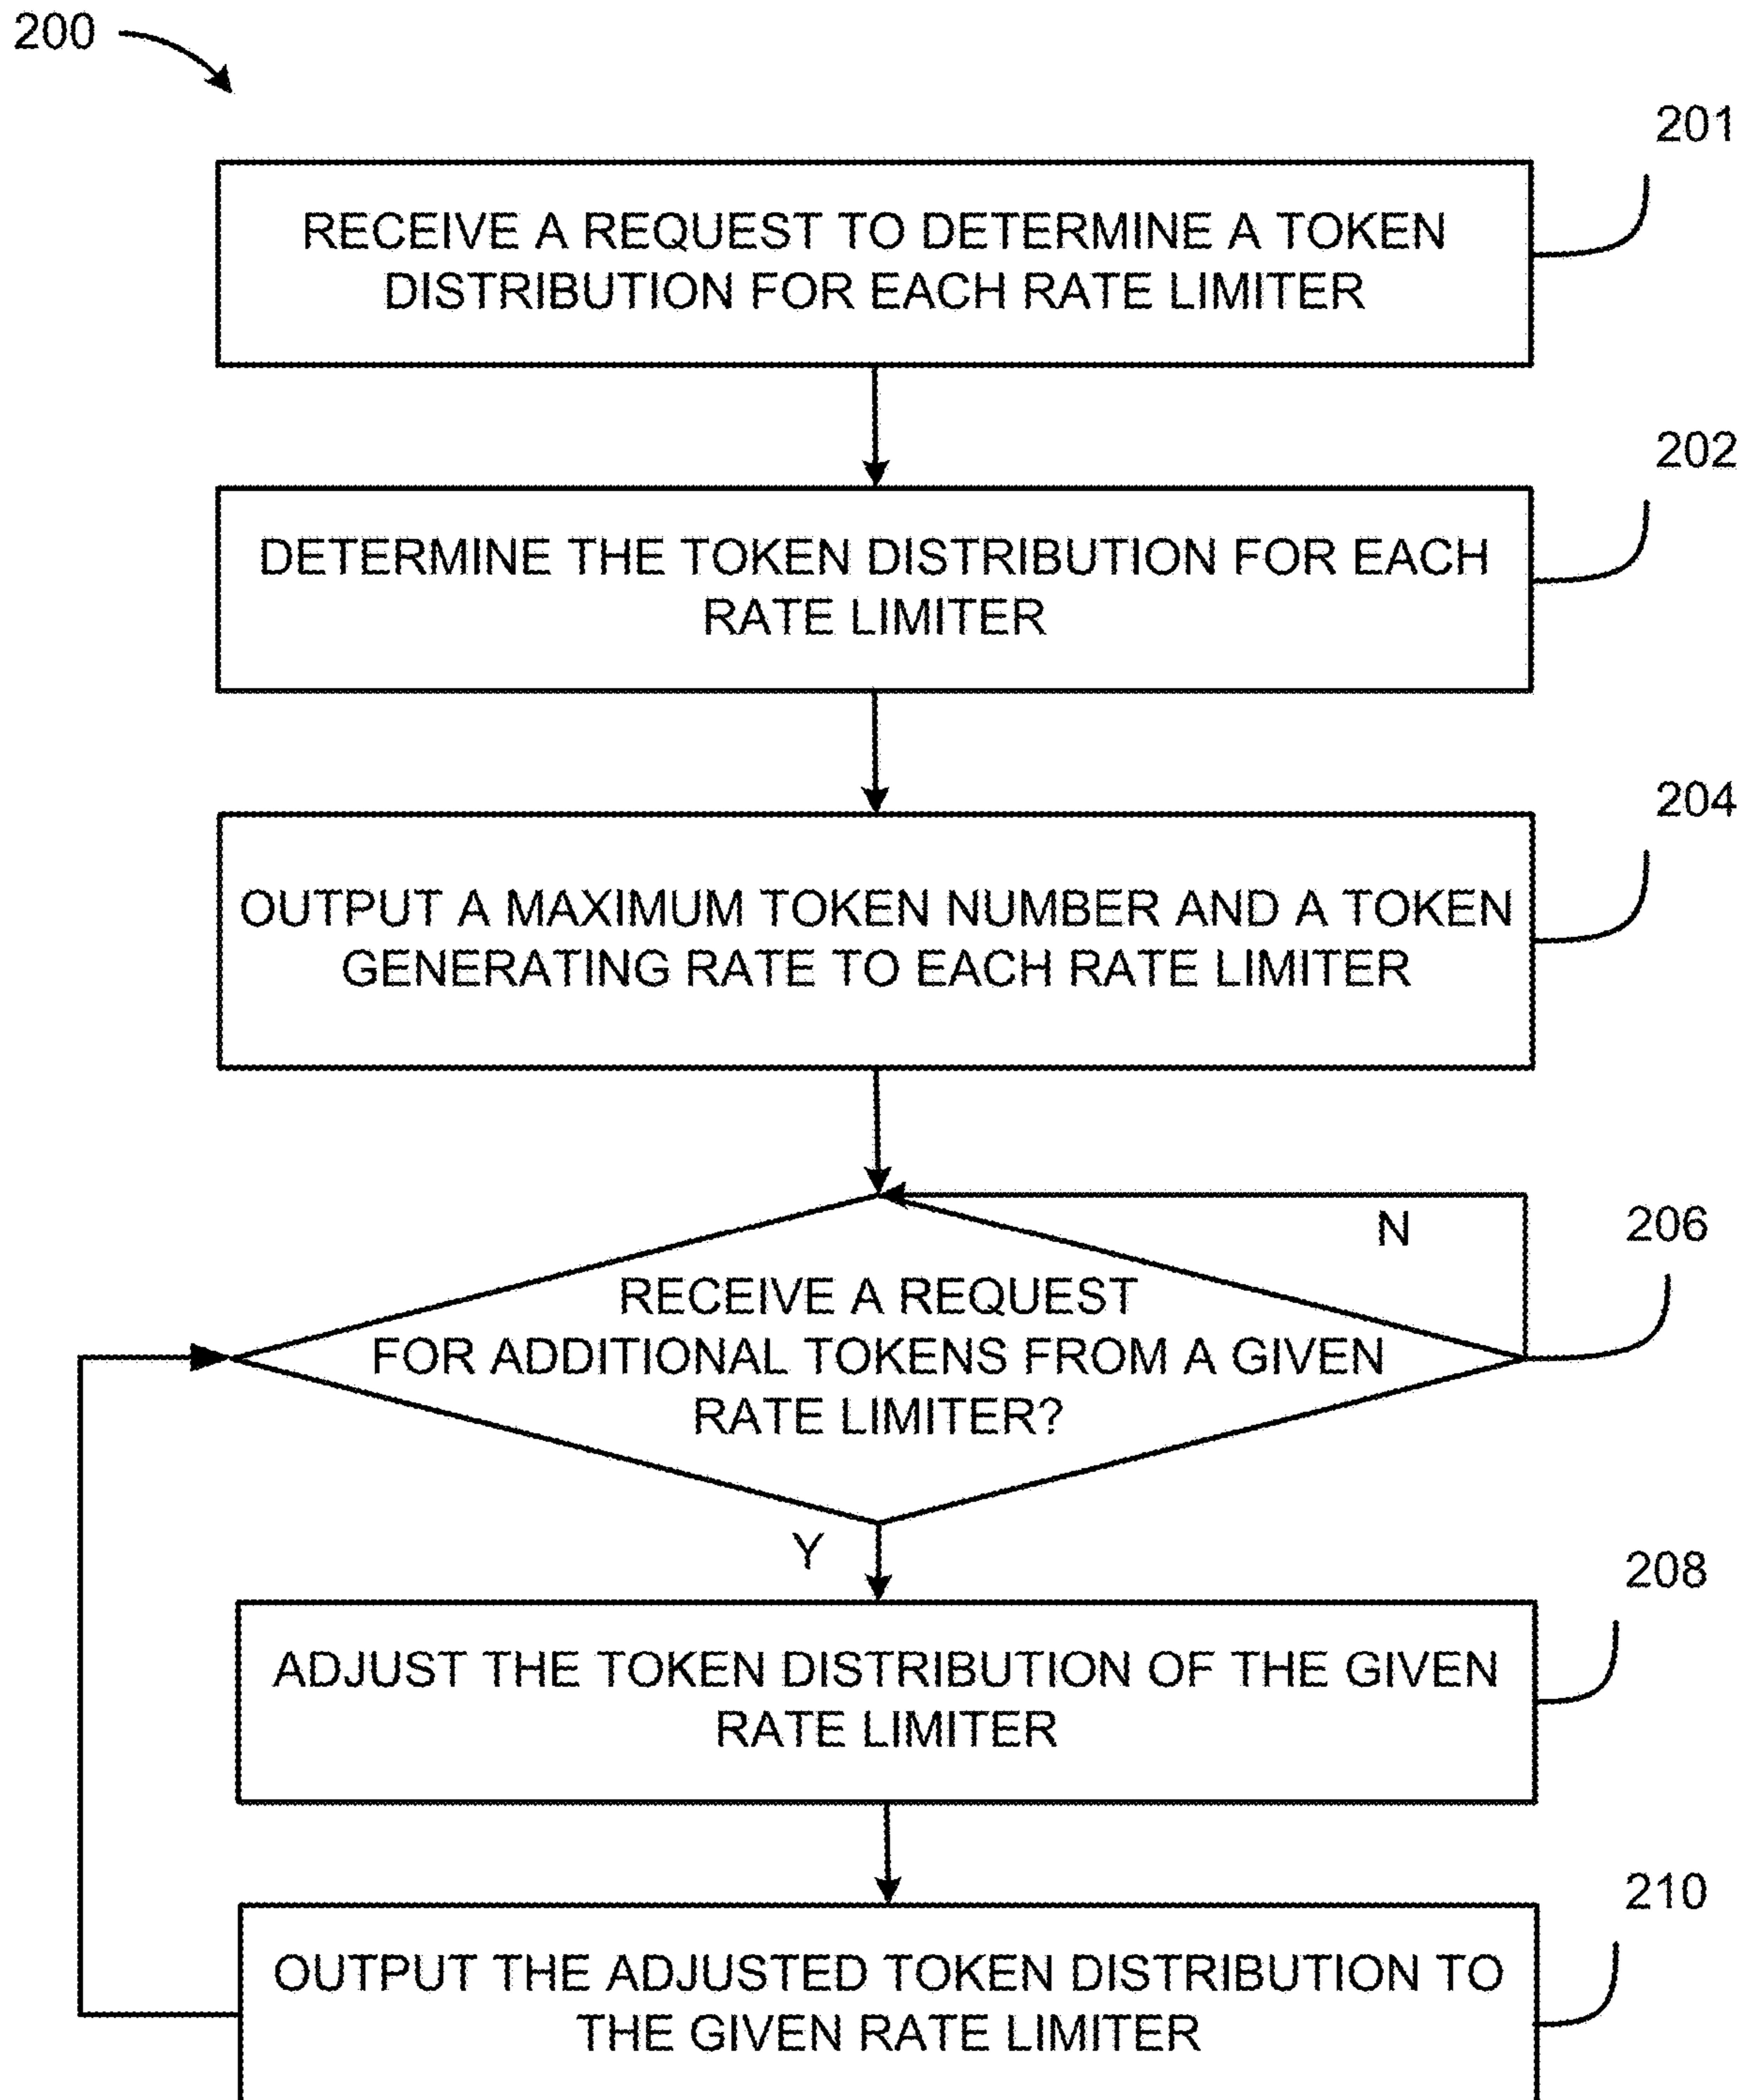 200
201
RECEIVE A REQUEST TO DETERMINE A TOKEN
DISTRIBUTION FOR EACH RATE LIMITER
202
DETERMINE THE TOKEN DISTRIBUTION FOR EACH
RATE LIMITER
204
OUTPUT A MAXIMUM TOKEN NUMBER AND A TOKEN
GENERATING RATE TO EACH RATE LIMITER
N
206
RECEIVE A REQUEST
FOR ADDITIONAL TOKENS FROM A GIVEN
RATE LIMITER?
Y
208
ADJUST THE TOKEN DISTRIBUTION OF THE GIVEN
RATE LIMITER
210
OUTPUT THE ADJUSTED TOKEN DISTRIBUTION TO
THE GIVEN RATE LIMITER